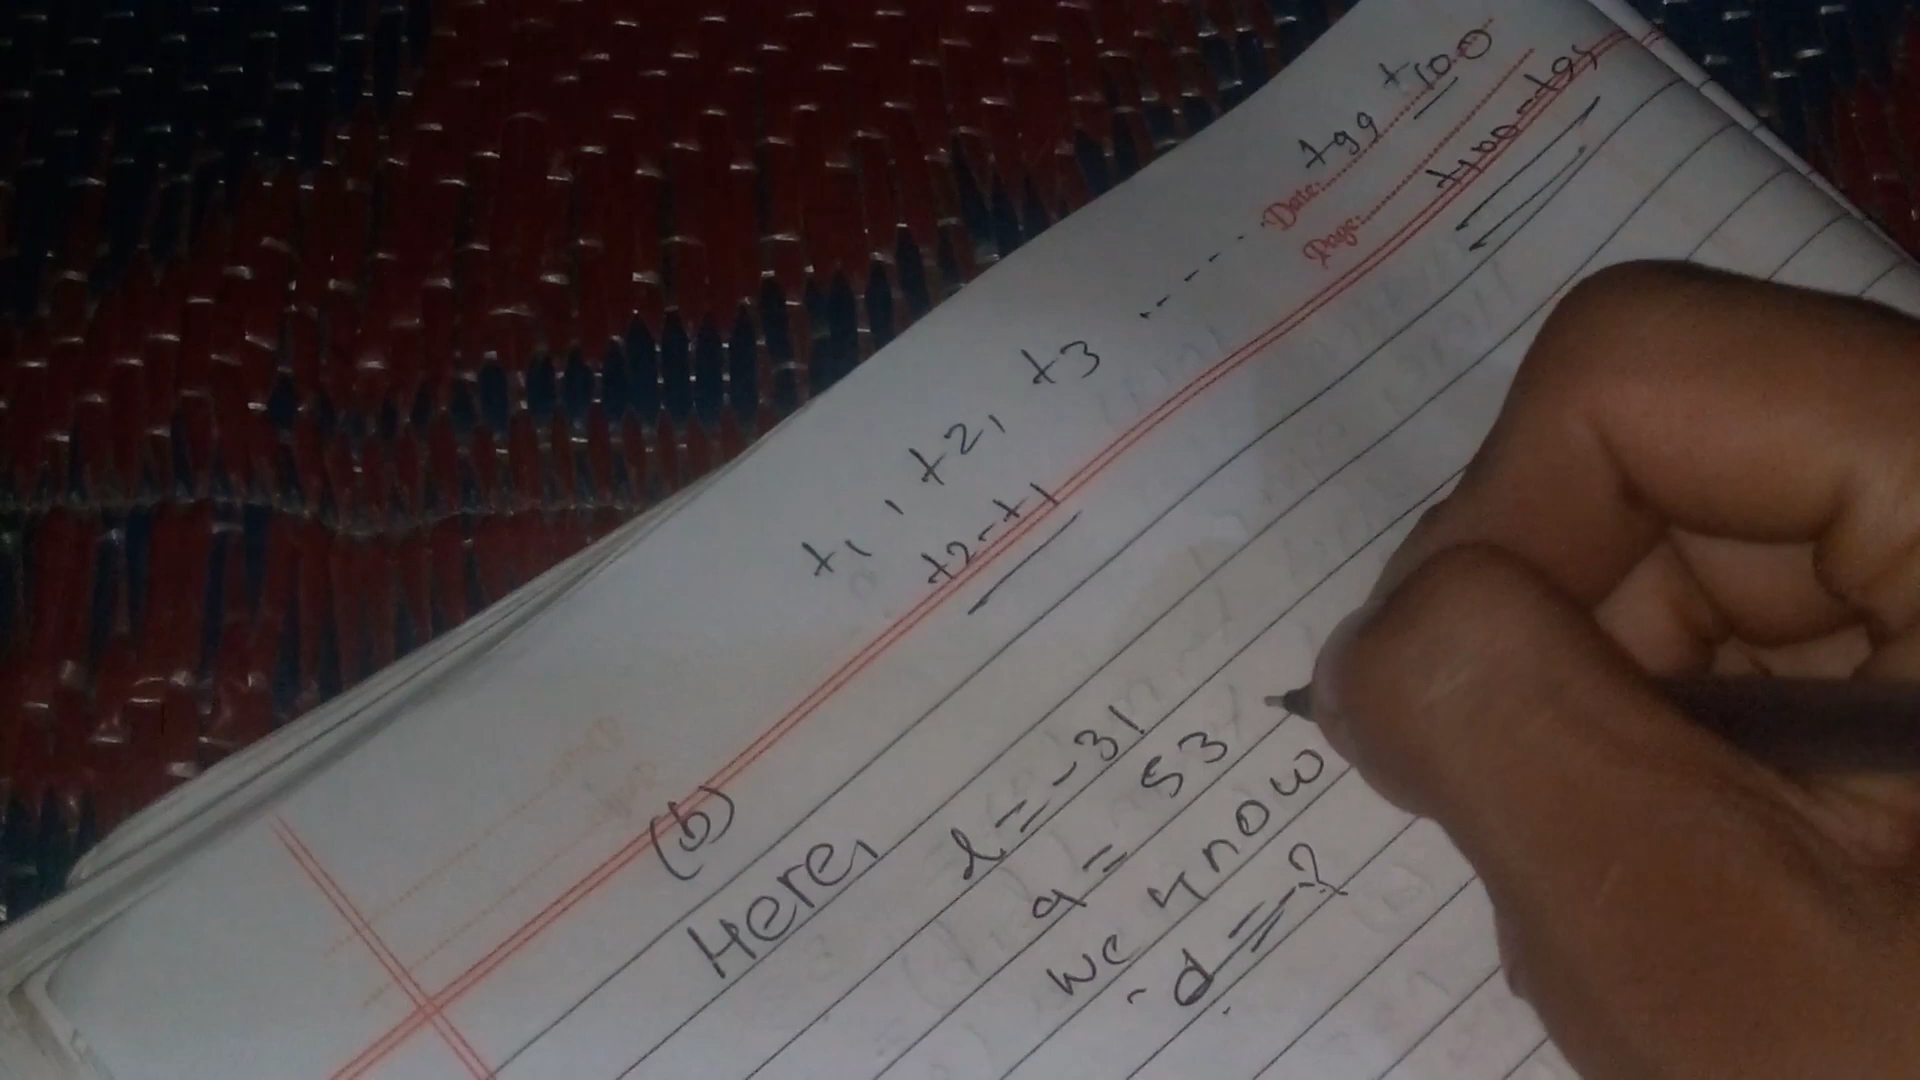 t1, t2, t3 ----- t99 t100
t2-t1 t100-t99
Date:
Page:
(b)
Here,
l = -31
a = 53
we know
d = ?